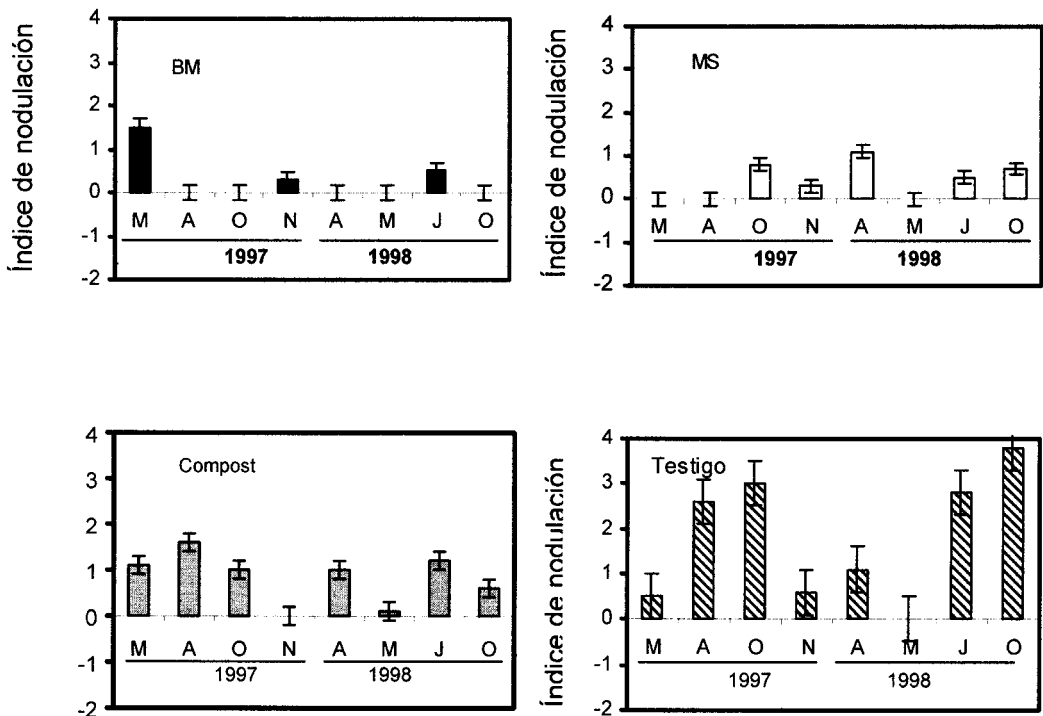 Índice de nodulación
4
3
2
1
0
-1
-2
BM
M A O N A M J O
1997 1998
Índice de nodulación
4
3
2
1
0
-1
-2
MS
M A O N A M J O
1997 1998
4
3
2
1
0
-1
-2
Compost
M A O N A M J O
1997 1998
Índice de nodulación
4
3
2
1
0
-1
-2
Testigo
M A O N A M J O
1997 1998